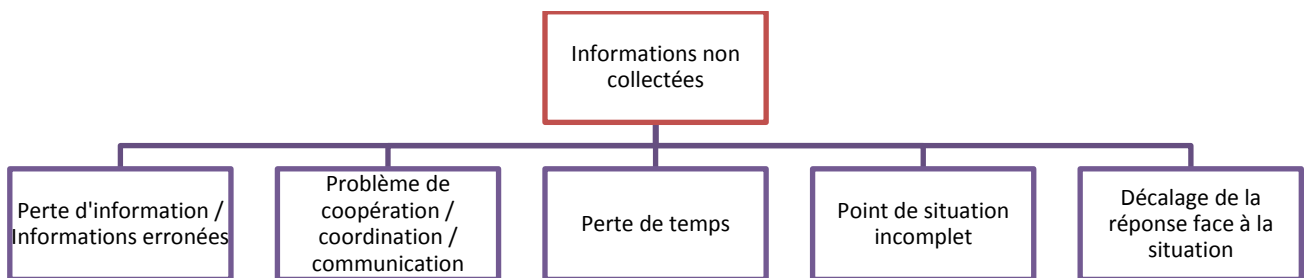 Informations non
collectées
Perte d'information /
Informations erronées
Problème de
coopération /
coordination /
communication
Perte de temps
Point de situation
incomplet
Décalage de la
réponse face à la
situation